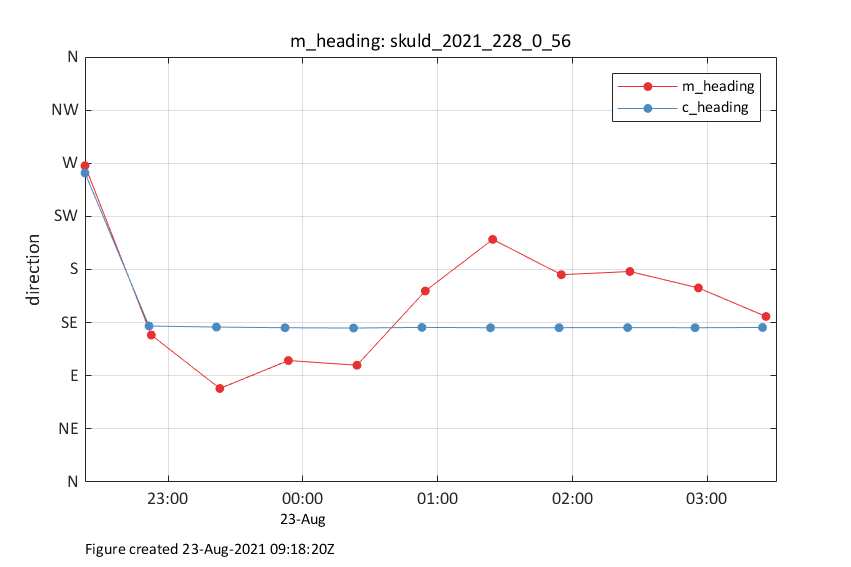 m_heading: skuld_2021_228_0_56
N
NW
W
SW
S
SE
E
NE
N
direction
m_heading
c_heading
23:00 00:00 01:00 02:00 03:00
23-Aug
Figure created 23-Aug-2021 09:18:20Z